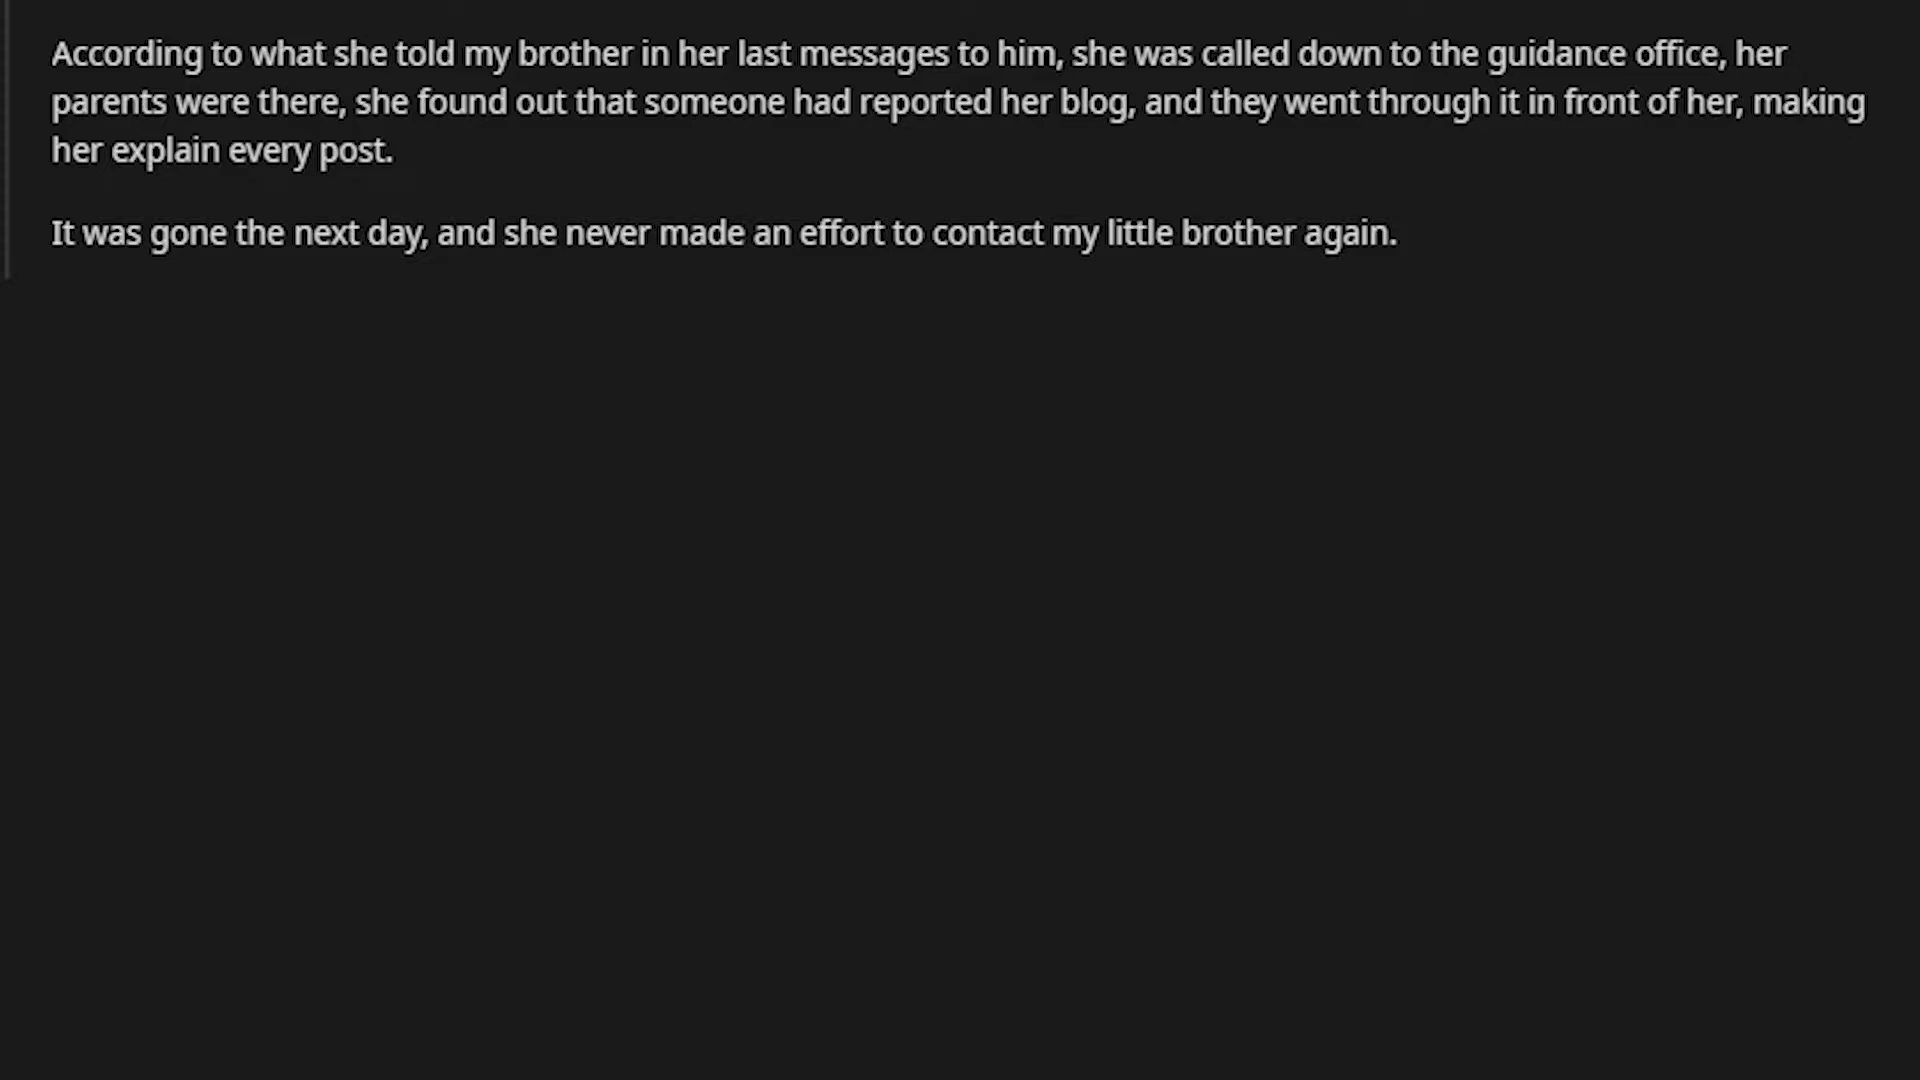 According to what she told my brother in her last messages to him, she was called down to the guidance office, her
parents were there, she found out that someone had reported her blog, and they went through it in front of her, making
her explain every post.
It was gone the next day, and she never made an effort to contact my little brother again.